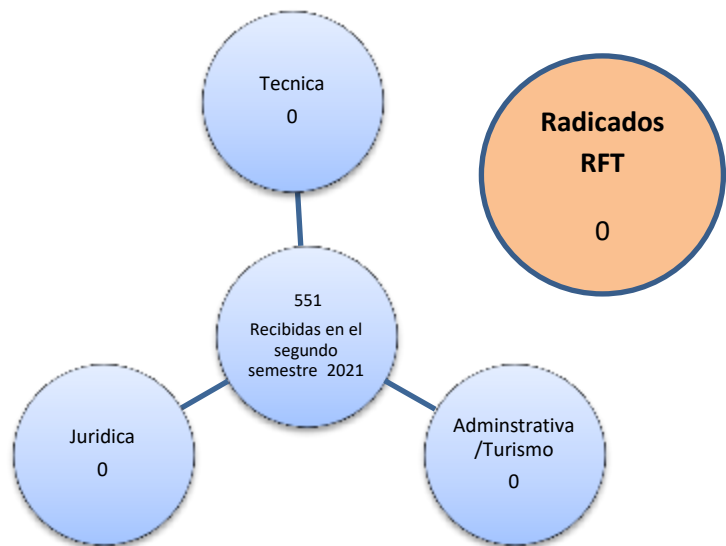 Tecnica
0
Radicados
RFT
0
551
Recibidas en el
segundo
semestre 2021
Juridica
0
Adminstrativa
/Turismo
0